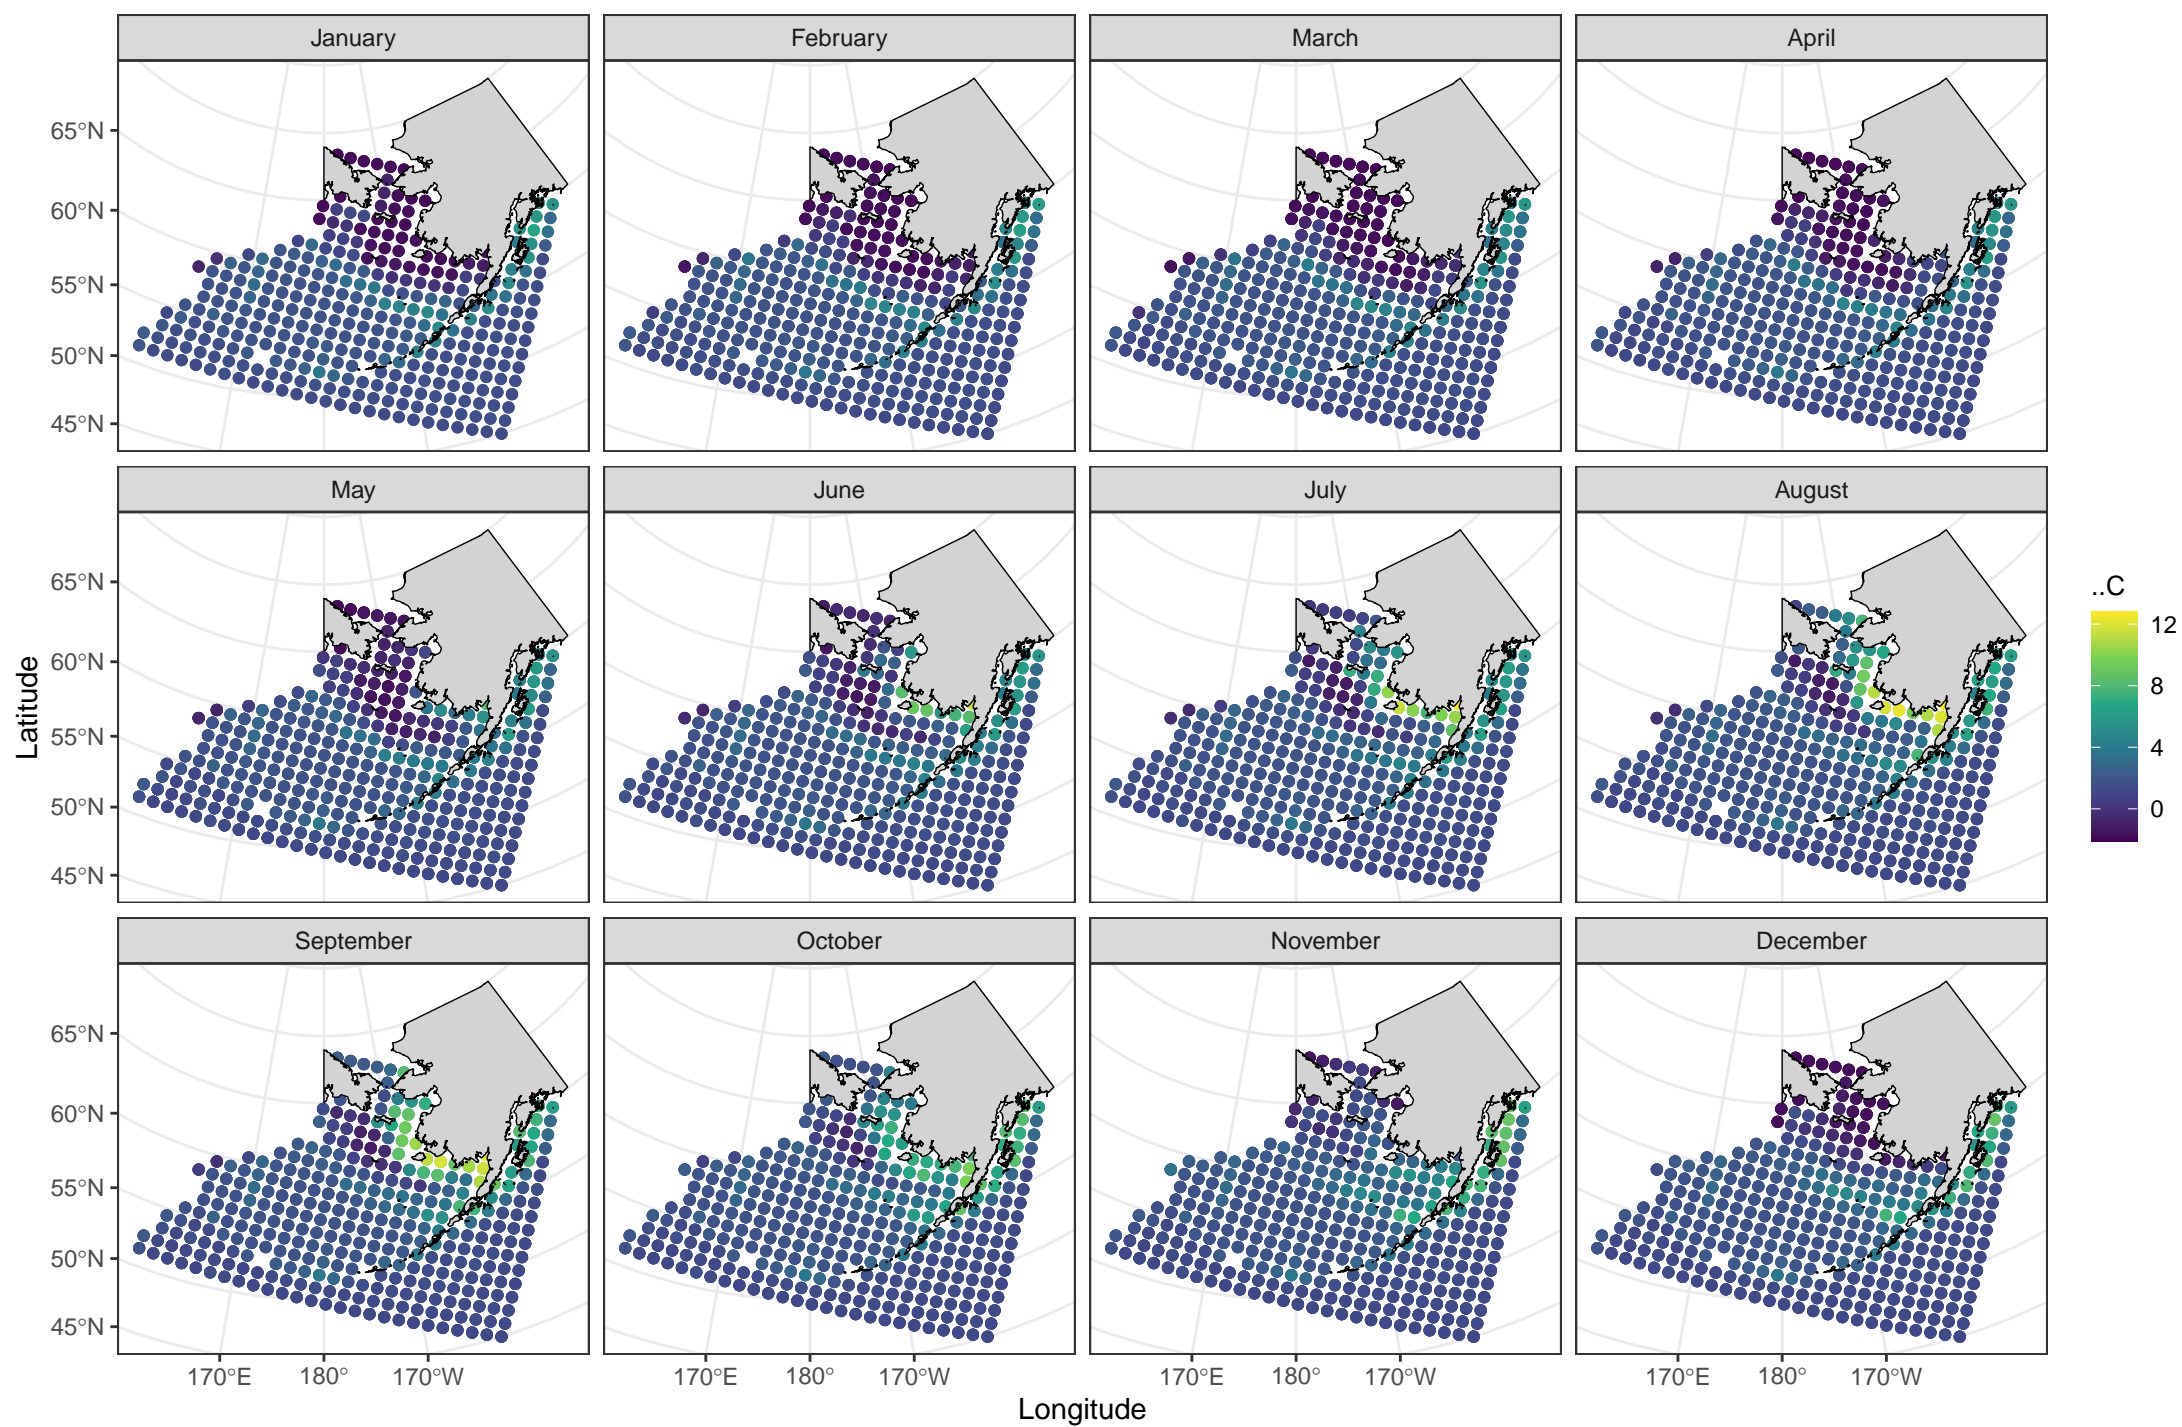 January February March April
65°N
60°N
55°N
50°N
45°N
May June July August
65°N
60°N
55°N
50°N
45°N
..C
12
8
4
0
Latitude
September October November December
65°N
60°N
55°N
50°N
45°N
170°E 180° 170°W 170°E 180° 170°W 170°E 180° 170°W 170°E 180° 170°W
Longitude